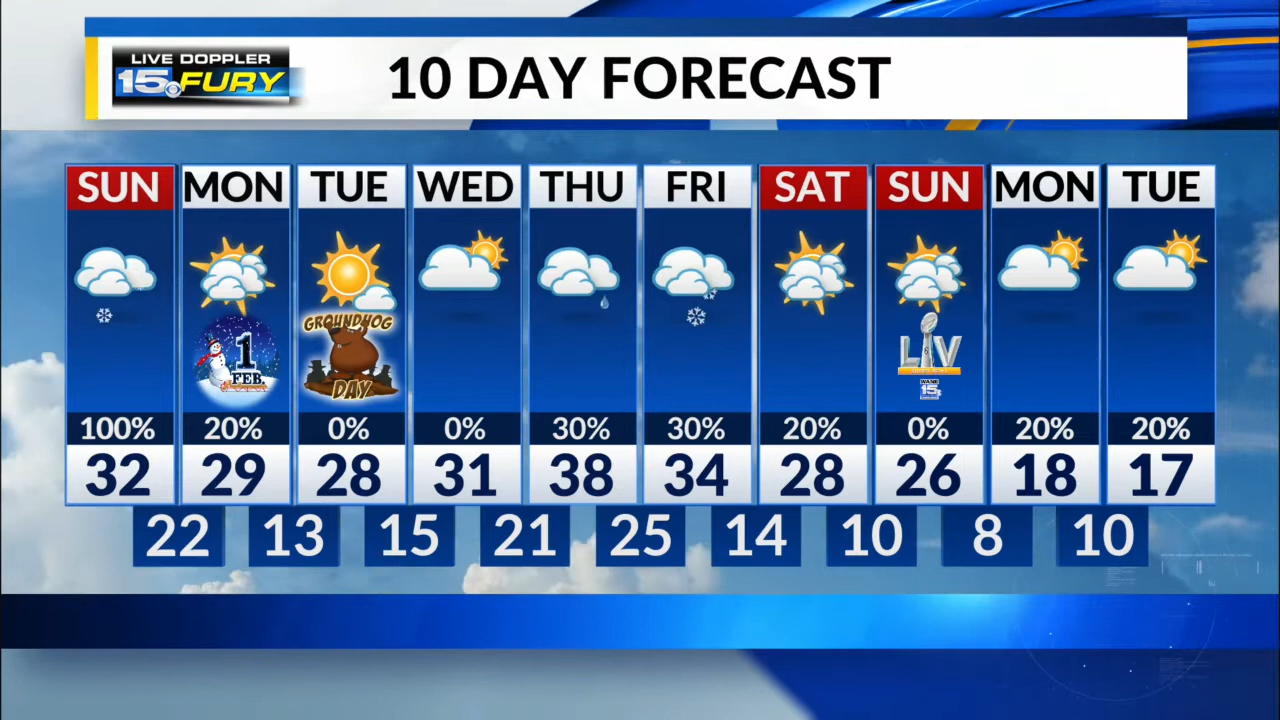 LIVE DOPPLER
15 FURY
10 DAY FORECAST
SUN MON TUE WED THU FRI SAT SUN MON TUE
1
FEB.
GROUNDHOG
DAY
LV
WANE
15
100% 20% 0% 0% 30% 30% 20% 0% 20% 20%
32 29 28 31 38 34 28 26 18 17
22 13 15 21 25 14 10 8 10